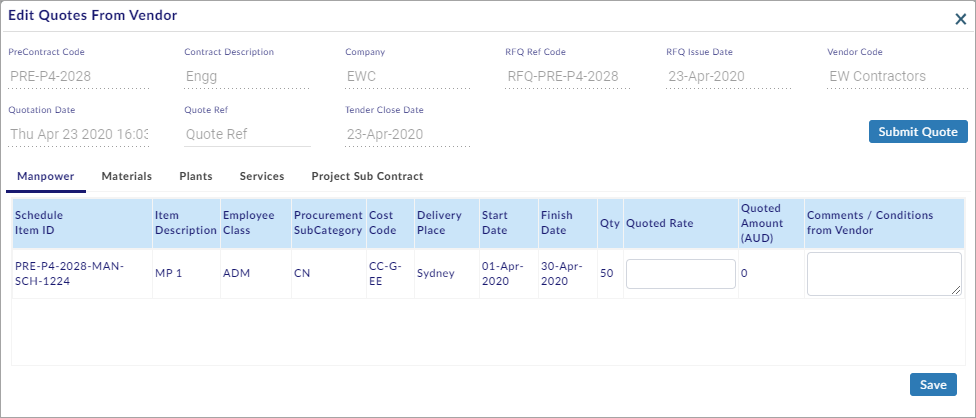 Edit Quotes From Vendor
PreContract Code Contract Description Company RFQ Ref Code RFQ Issue Date Vendor Code
PRE-P4-2028 Engg EWC RFQ-PRE-P4-2028 23-Apr-2020 EW Contractors
Quotation Date Quote Ref Tender Close Date
Thu Apr 23 2020 16:03 Quote Ref 23-Apr-2020
Submit Quote
Manpower Materials Plants Services Project Sub Contract
Schedule
Item ID
Item
Description
Employee
Class
Procurement
SubCategory
Cost
Code
Delivery
Place
Start
Date
Finish
Date
Qty
Quoted Rate
Quoted
Amount
(AUD)
Comments / Conditions
from Vendor
PRE-P4-2028-MAN-
SCH-1224
MP 1
ADM
CN
CC-G-
EE
Sydney
01-Apr-
2020
30-Apr-
2020
50
0
Save